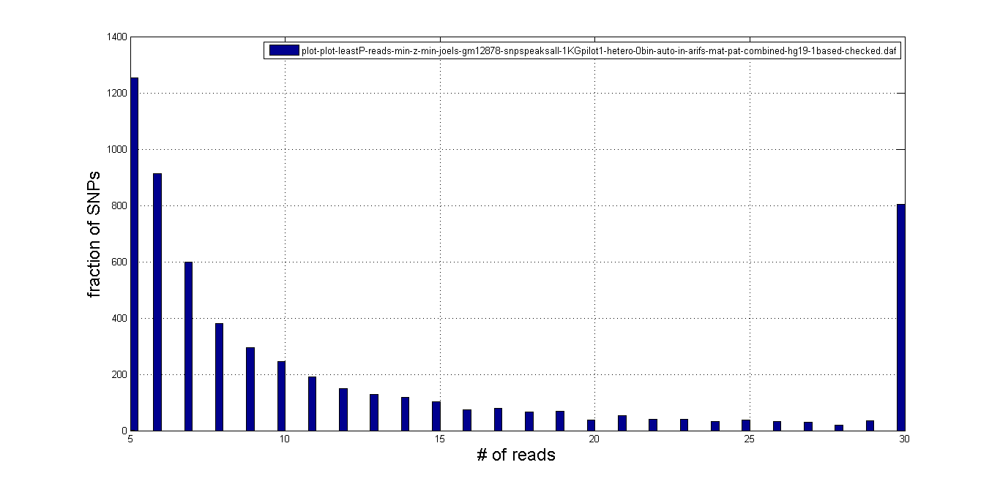 1400
plot-plot-leastP-reads-min-z-min-joels-gm12878-snpspeaksall-1KGpilot1-hetero-0bin-auto-in-arifs-mat-pat-combined-hg19-1based-checked.daf
1200
1000
800
600
400
200
0
fraction of SNPs
5 10 15 20 25 30
# of reads